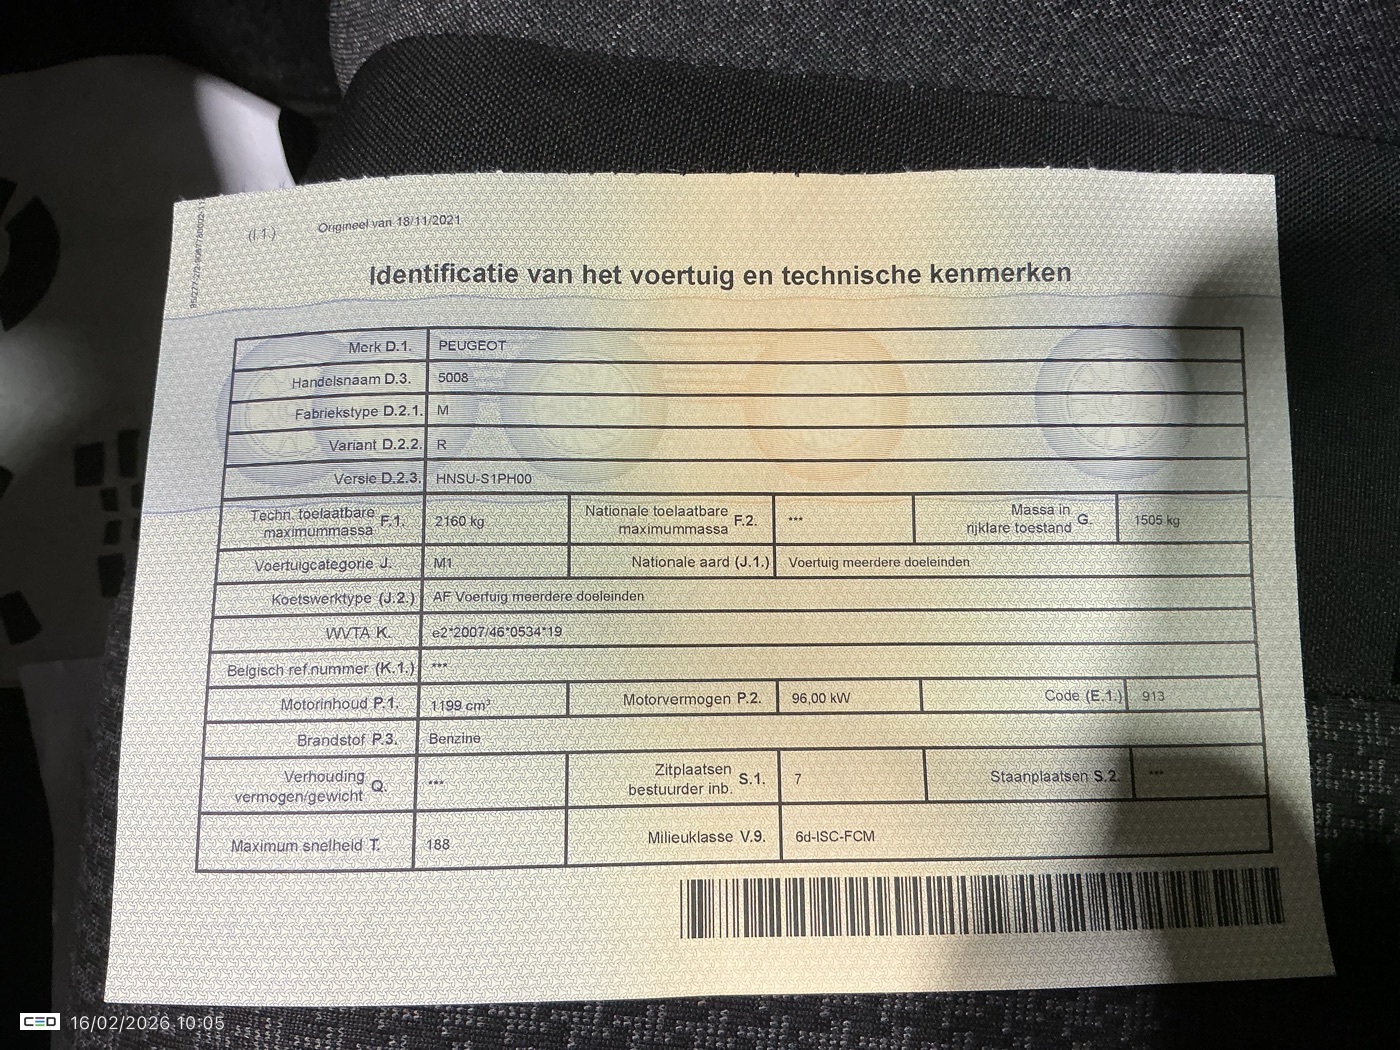 (I.1.) Origineel van 18/11/2021
Identificatie van het voertuig en technische kenmerken
Merk D.1. PEUGEOT
Handelsnaam D.3. 5008
Fabriekstype D.2.1. M
Variant D.2.2. R
Versie D.2.3. HNSU-S1PH00
Techn. toelaatbare maximummassa F.1. 2160 kg Nationale toelaatbare maximummassa F.2. *** Massa in rijklare toestand G. 1505 kg
Voertuigcategorie J. M1 Nationale aard (J.1.) Voertuig meerdere doeleinden
Koetswerktype (J.2.) AF Voertuig meerdere doeleinden
WVTA K. e2*2007/46*0534*19
Belgisch ref.nummer (K.1.) ***
Motorinhoud P.1. 1199 cm³ Motorvermogen P.2. 96,00 kW Code (E.1.) 913
Brandstof P.3. Benzine
Verhouding vermogen/gewicht Q. *** Zitplaatsen bestuurder inb. S.1. 7 Staanplaatsen S.2. ***
Maximum snelheid T. 188 Milieuklasse V.9. 6d-ISC-FCM
CED 16/02/2026 10:05